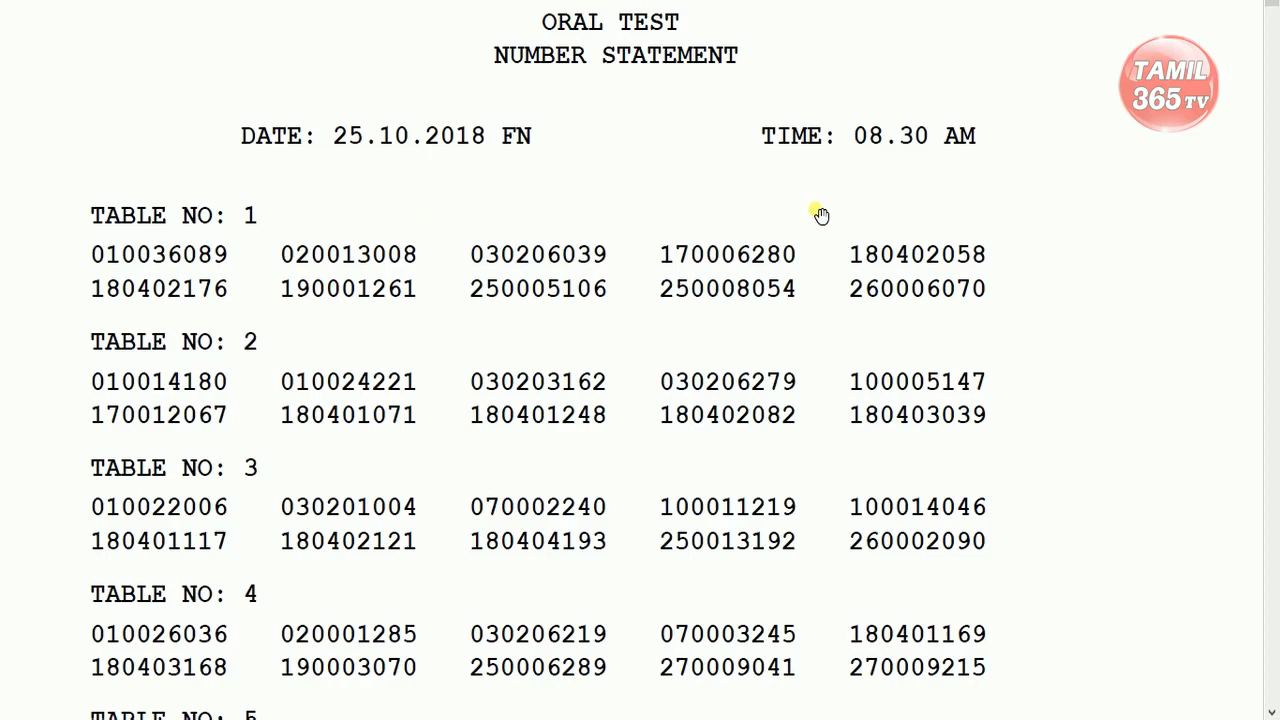 ORAL TEST
NUMBER STATEMENT
TAMIL
365 TV
DATE: 25.10.2018 FN TIME: 08.30 AM
TABLE NO: 1
010036089 020013008 030206039 170006280 180402058
180402176 190001261 250005106 250008054 260006070
TABLE NO: 2
010014180 010024221 030203162 030206279 100005147
170012067 180401071 180401248 180402082 180403039
TABLE NO: 3
010022006 030201004 070002240 100011219 100014046
180401117 180402121 180404193 250013192 260002090
TABLE NO: 4
010026036 020001285 030206219 070003245 180401169
180403168 190003070 250006289 270009041 270009215
TABLE NO: 5